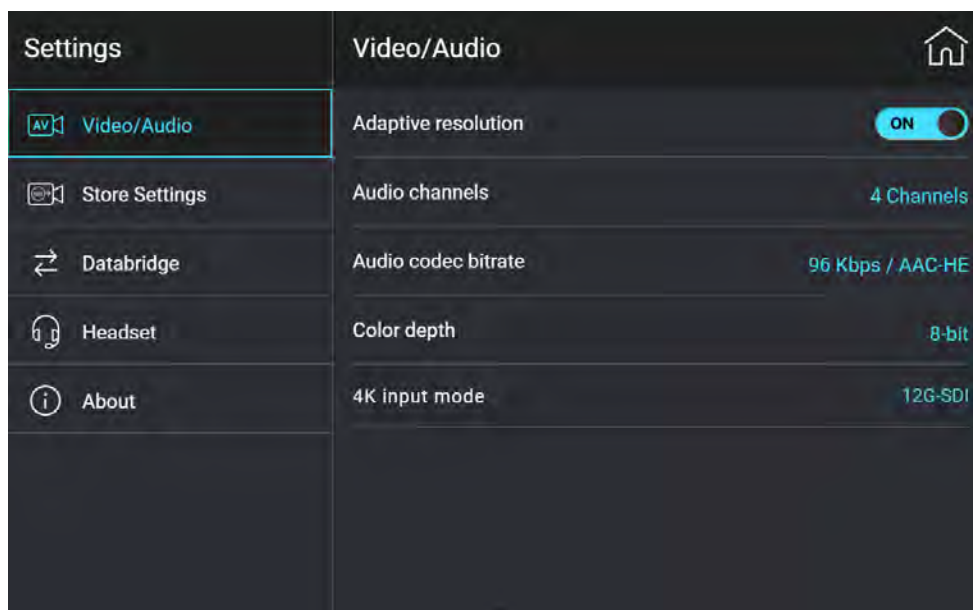 Settings
Video/Audio
AV
Video/Audio
Store Settings
Databridge
Headset
About
Adaptive resolution
ON
Audio channels
4 Channels
Audio codec bitrate
96 Kbps / AAC-HE
Color depth
8-bit
4K input mode
12G-SDI